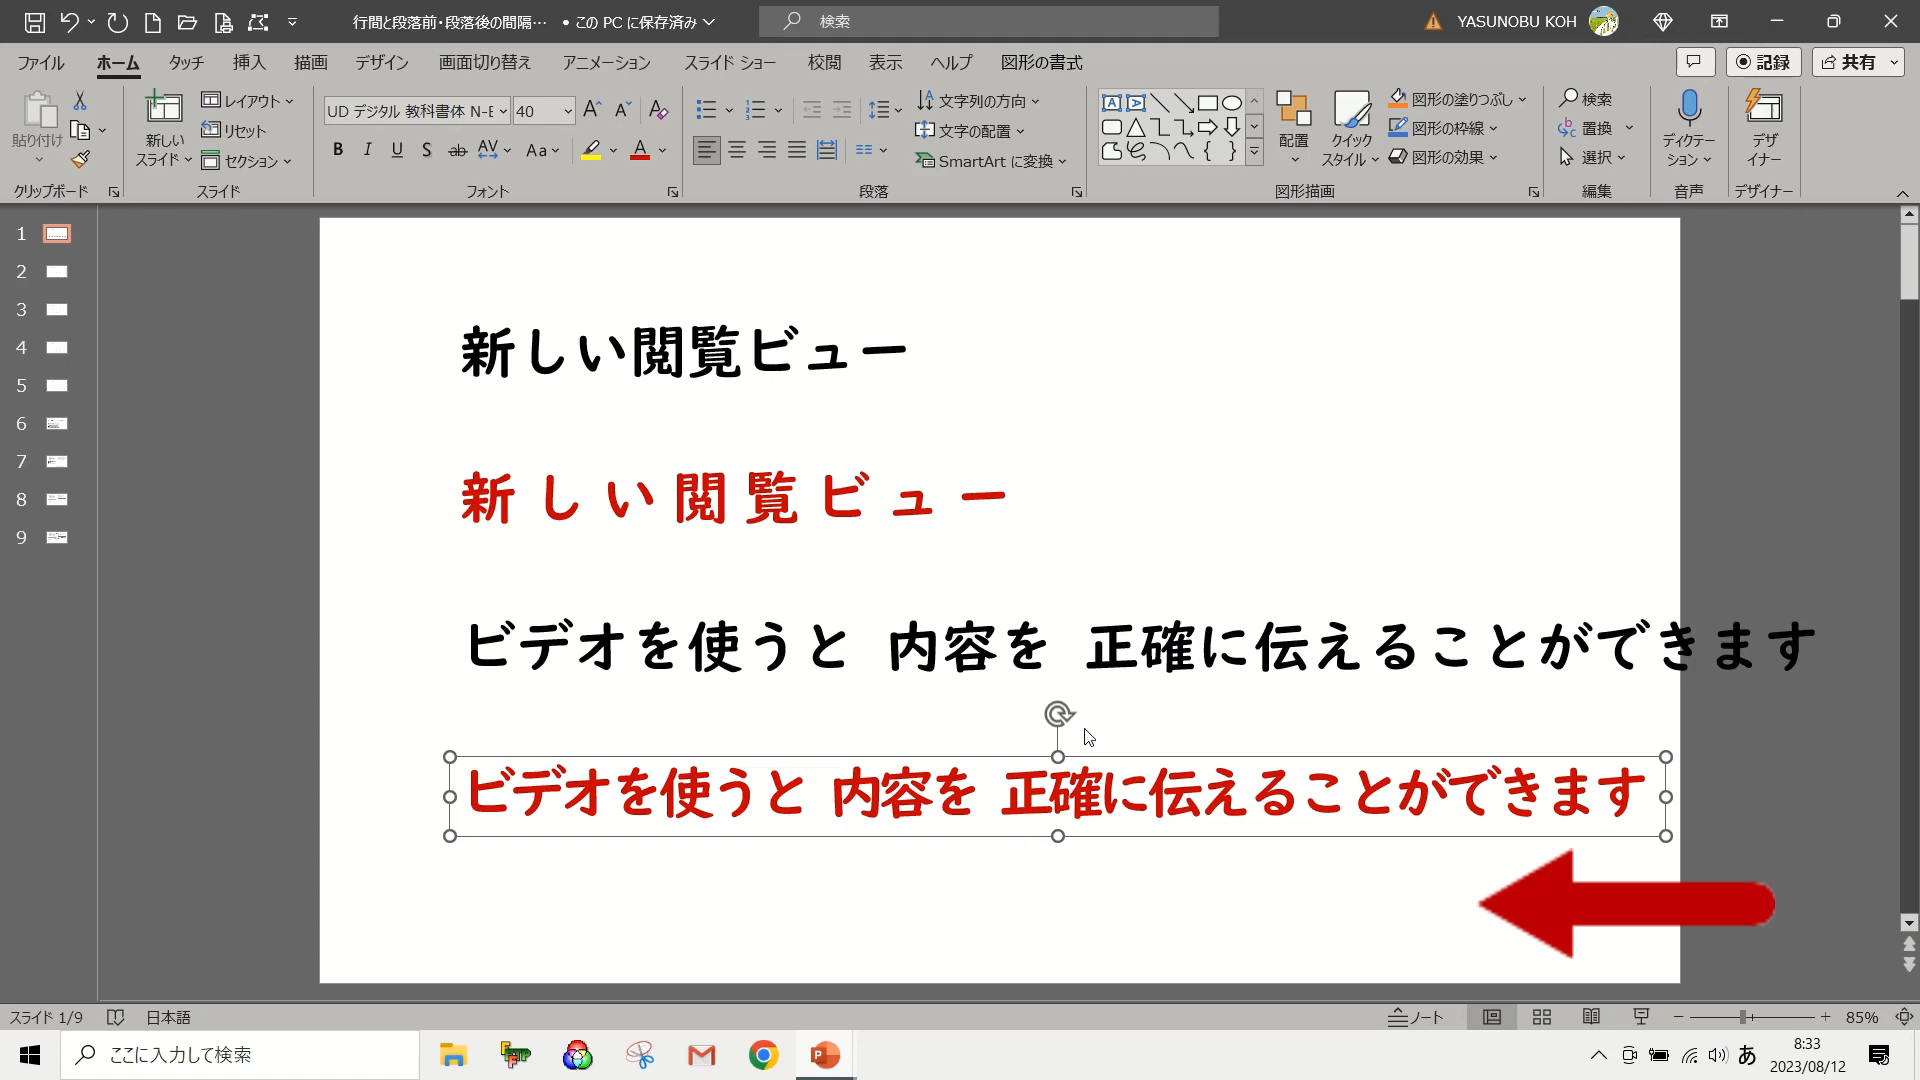 行間と段落前・段落後の間隔… • この PC に保存済み
検索
YASUNOBU KOH
ファイル ホーム タッチ 挿入 描画 デザイン 画面切り替え アニメーション スライド ショー 校閲 表示 ヘルプ 図形の書式 記録 共有
貼り付け
新しい
スライド
レイアウト
リセット
セクション
UD デジタル 教科書体 N-E 40
B I U S ab AV Aa A
文字列の方向
文字の配置
SmartArt に変換
配置
クイック
スタイル
図形の塗りつぶし
図形の枠線
図形の効果
検索
置換
選択
ディクテー
ション
デザ
イナー
クリップボード スライド フォント 段落 図形描画 編集 音声 デザイナー
1
2
3
4
5
6
7
8
9
新しい閲覧ビュー
新しい閲覧ビュー
ビデオを使うと 内容を 正確に伝えることができます
ビデオを使うと 内容を 正確に伝えることができます
スライド 1/9 日本語 ノート 85%
ここに入力して検索
あ
8:33
2023/08/12